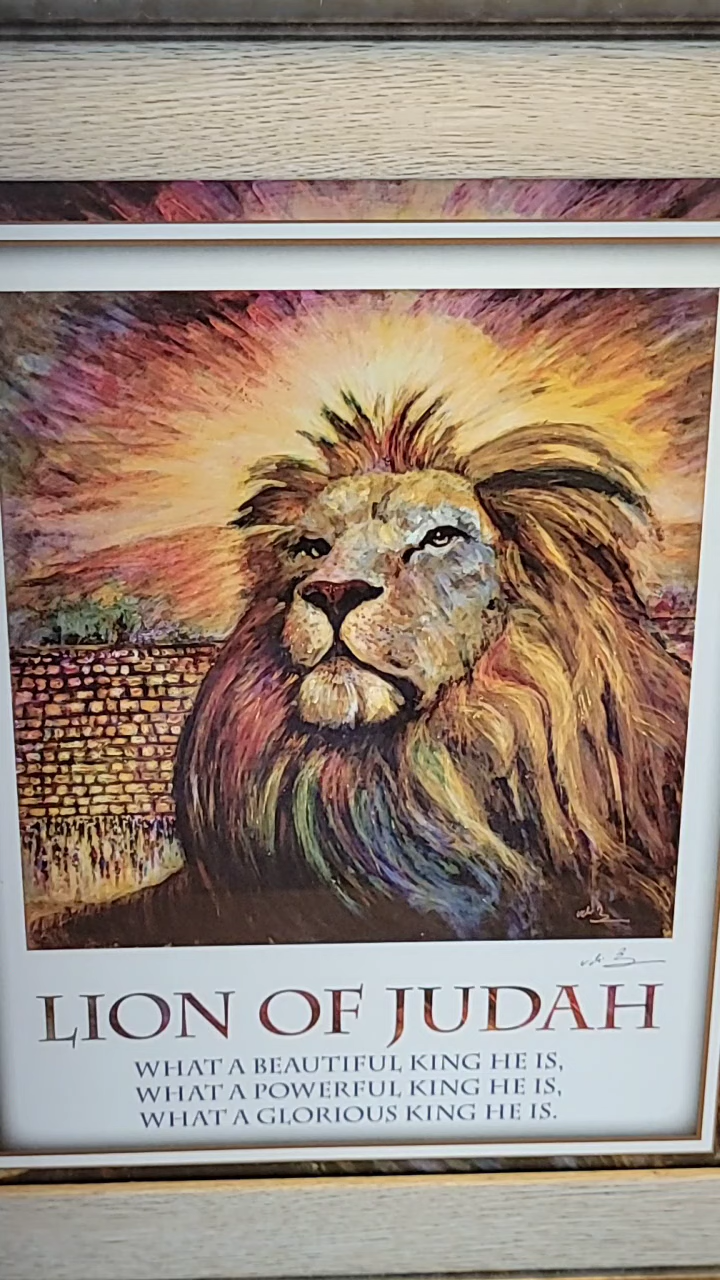 LION OF JUDAH
WHAT A BEAUTIFUL KING HE IS,
WHAT A POWERFUL KING HE IS,
WHAT A GLORIOUS KING HE IS.